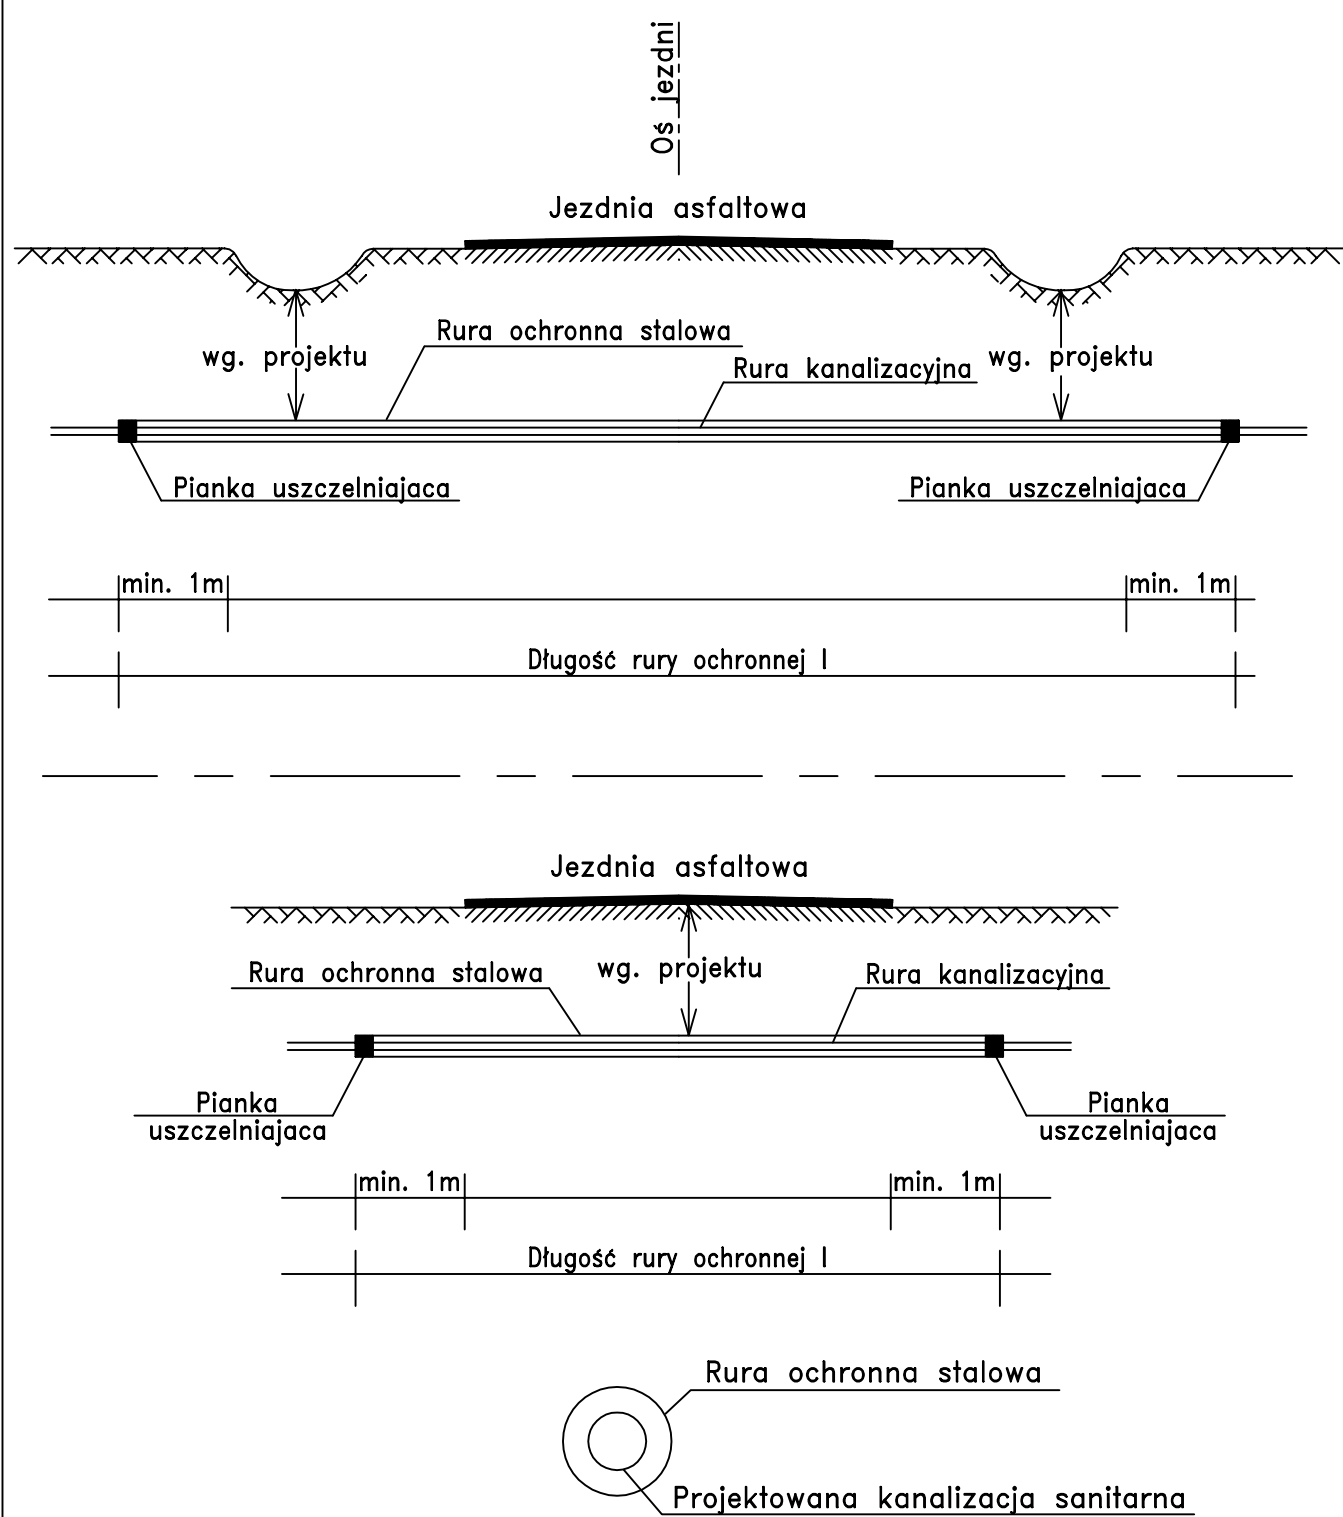 Oś jezdni
Jezdnia asfaltowa
Rura ochronna stalowa
wg. projektu
Rura kanalizacyjna
wg. projektu
Pianka uszczelniajaca
Pianka uszczelniajaca
min. 1m
min. 1m
Długość rury ochronnej l
Jezdnia asfaltowa
Rura ochronna stalowa
wg. projektu
Rura kanalizacyjna
Pianka
uszczelniajaca
Pianka
uszczelniajaca
min. 1m
min. 1m
Długość rury ochronnej l
Rura ochronna stalowa
Projektowana kanalizacja sanitarna